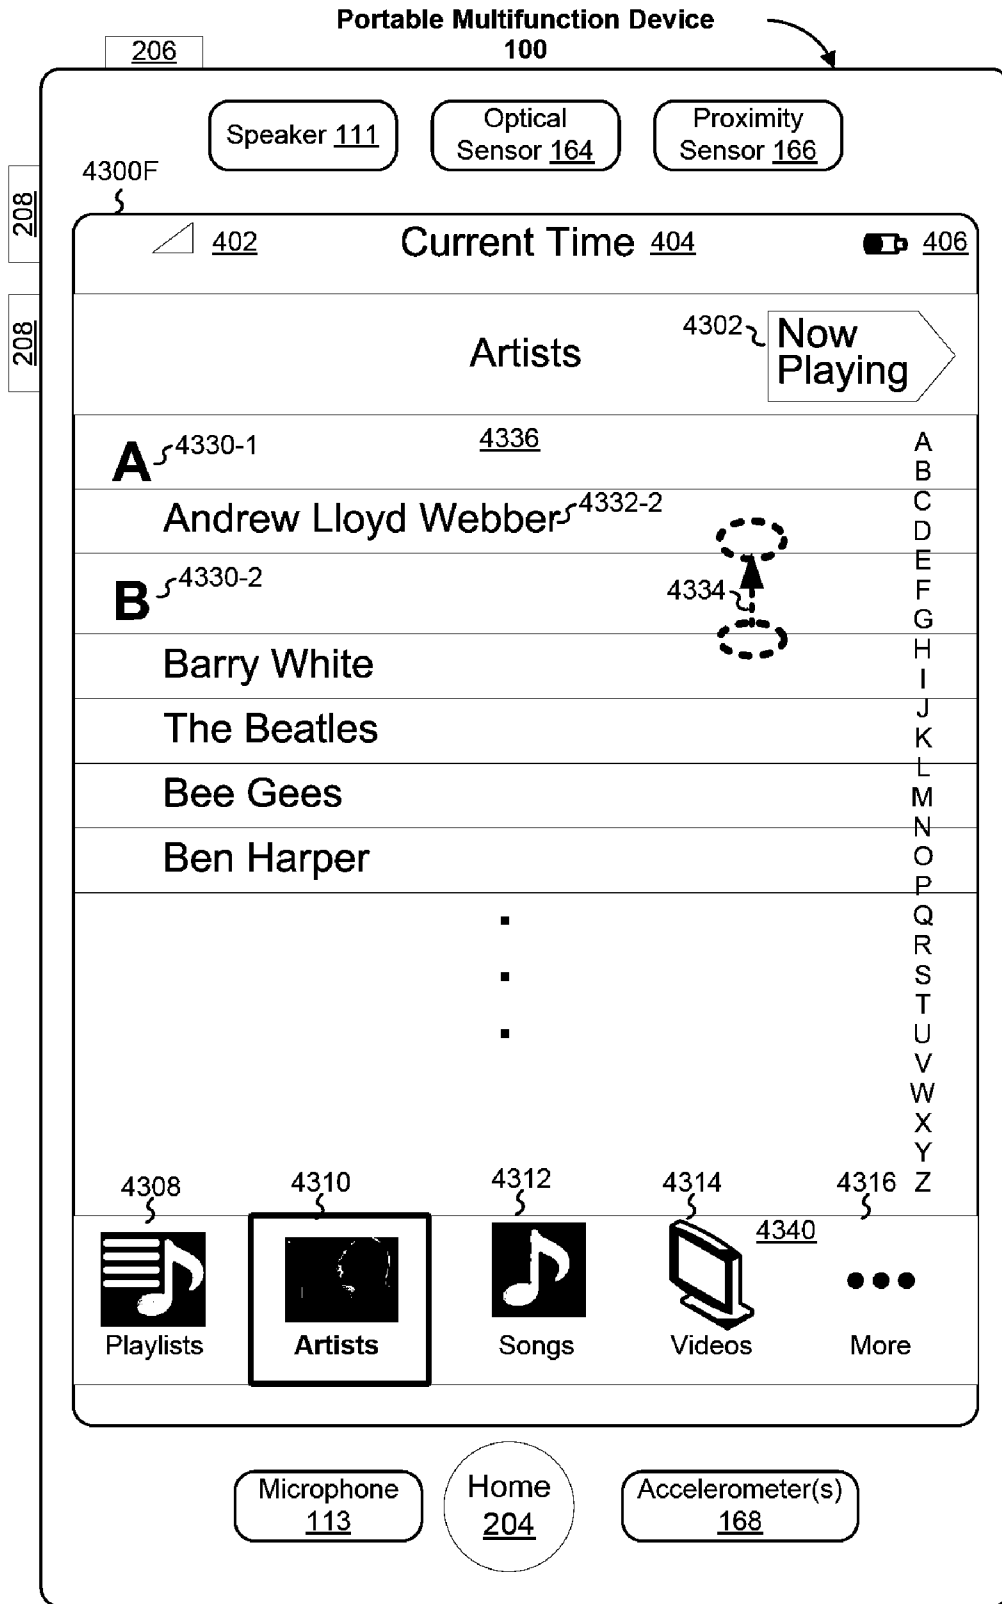 Portable Multifunction Device
100
206
Speaker 111
Optical
Sensor 164
Proximity
Sensor 166
4300F
208
208
402
Current Time 404
406
Artists
4302
Now
Playing
A
4330-1
4336
Andrew Lloyd Webber
4332-2
B
4330-2
4334
Barry White
The Beatles
Bee Gees
Ben Harper
A
B
C
D
E
F
G
H
I
J
K
L
M
N
O
P
Q
R
S
T
U
V
W
X
Y
Z
4308
4310
4312
4314
4316
4340
Playlists
Artists
Songs
Videos
More
Microphone
113
Home
204
Accelerometer(s)
168